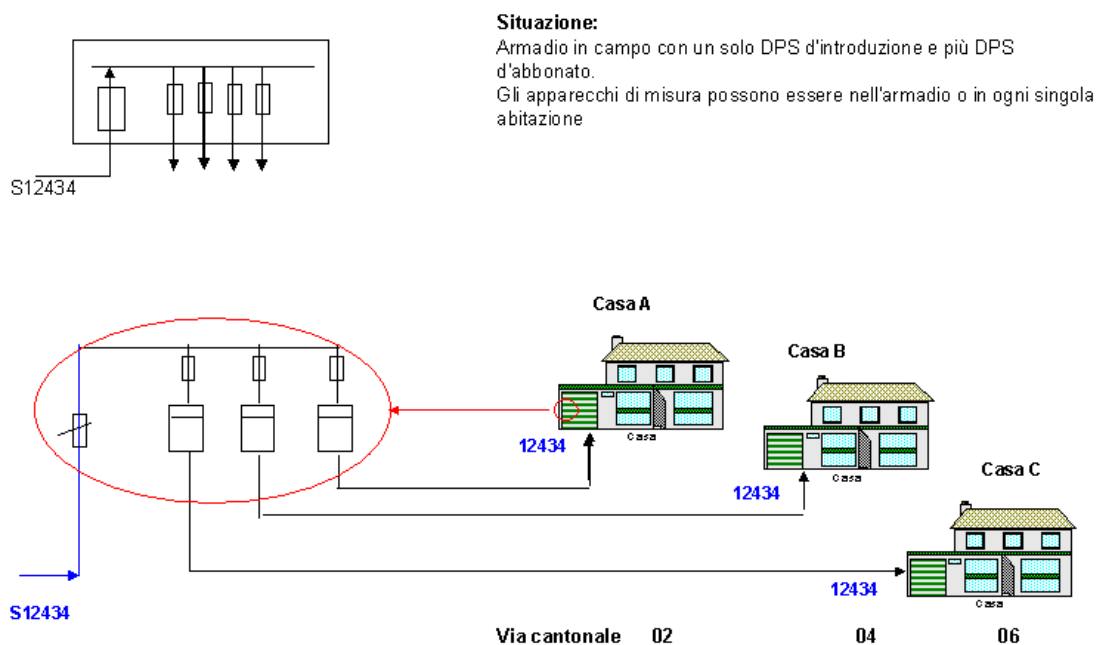 Situazione:
Armadio in campo con un solo DPS d'introduzione e più DPS
d'abbonato.
Gli apparecchi di misura possono essere nell'armadio o in ogni singola
abitazione
S12434
Casa A
Casa B
Casa
12434
Casa C
Casa
12434
Casa
12434
S12434
Via cantonale 02 04 06